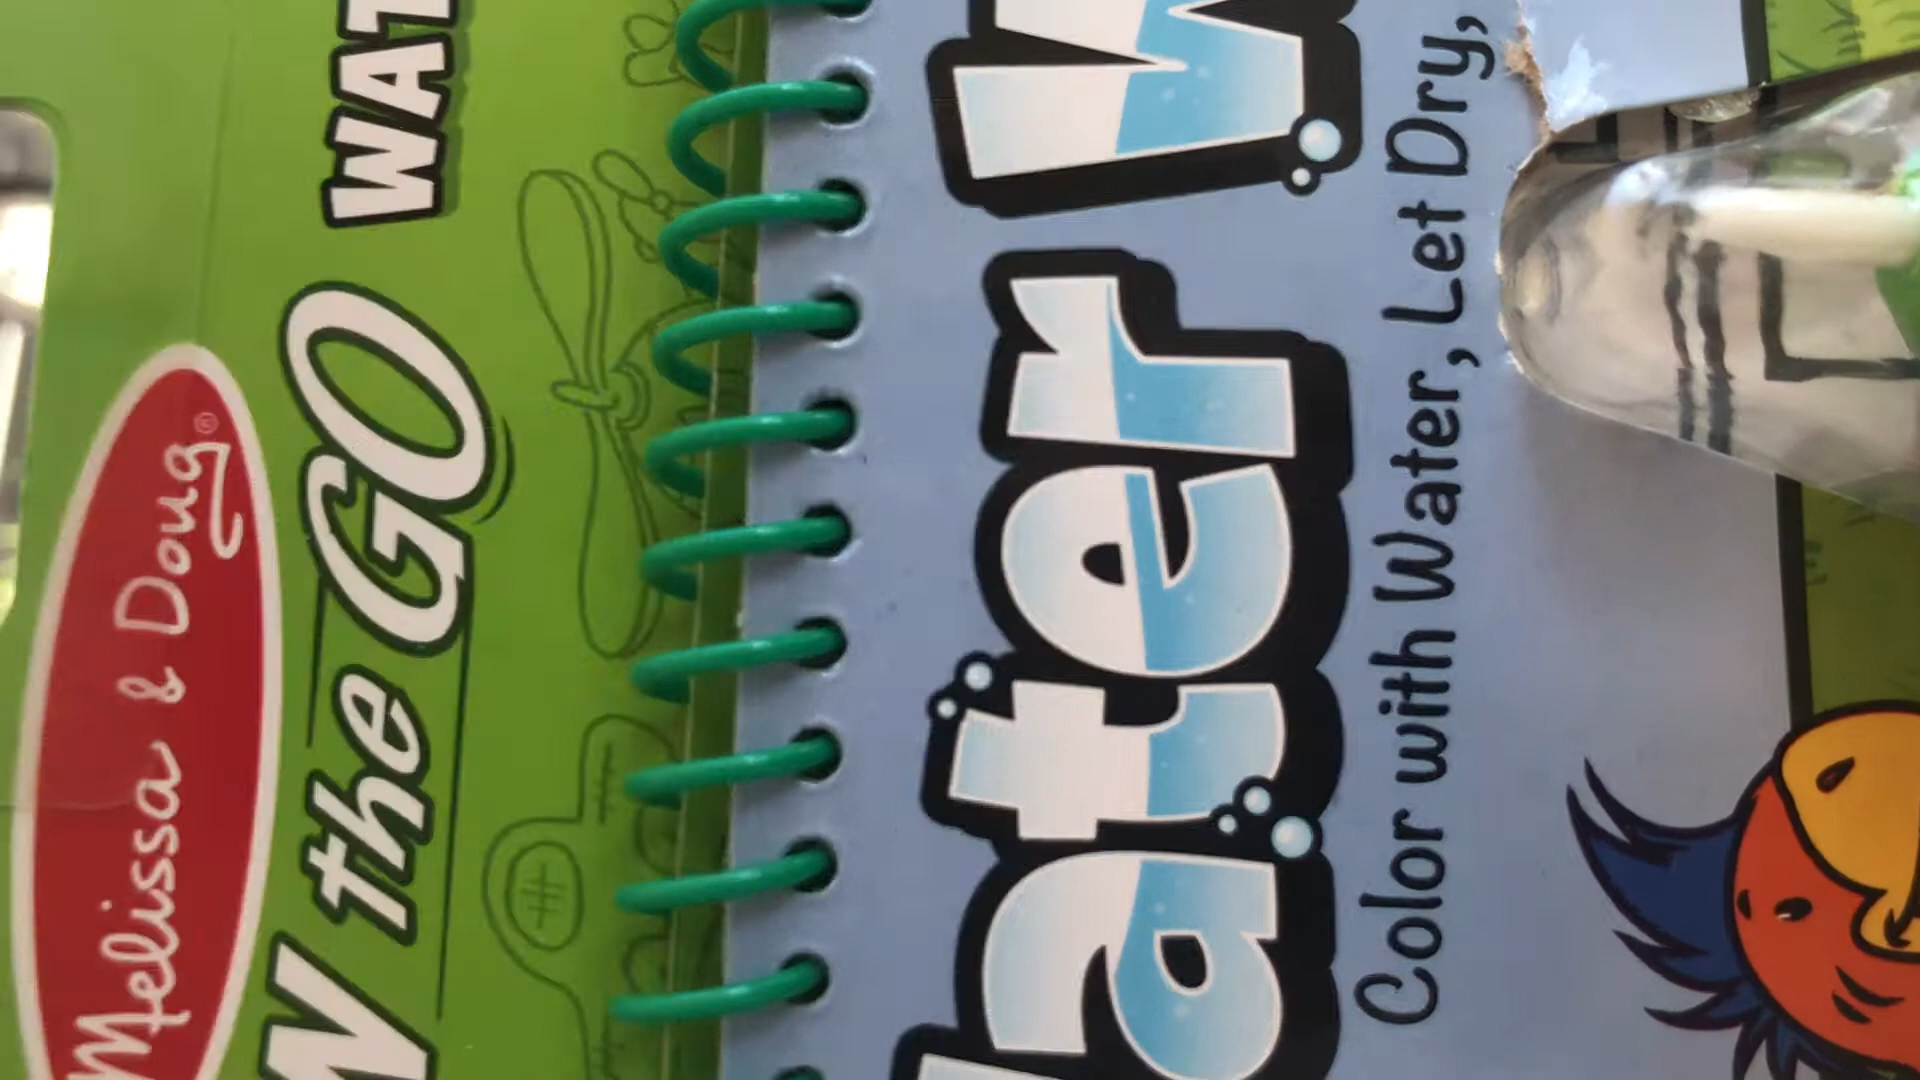 Melissa & Doug®
the GO
WAT
ater W
Color with Water, Let Dry,